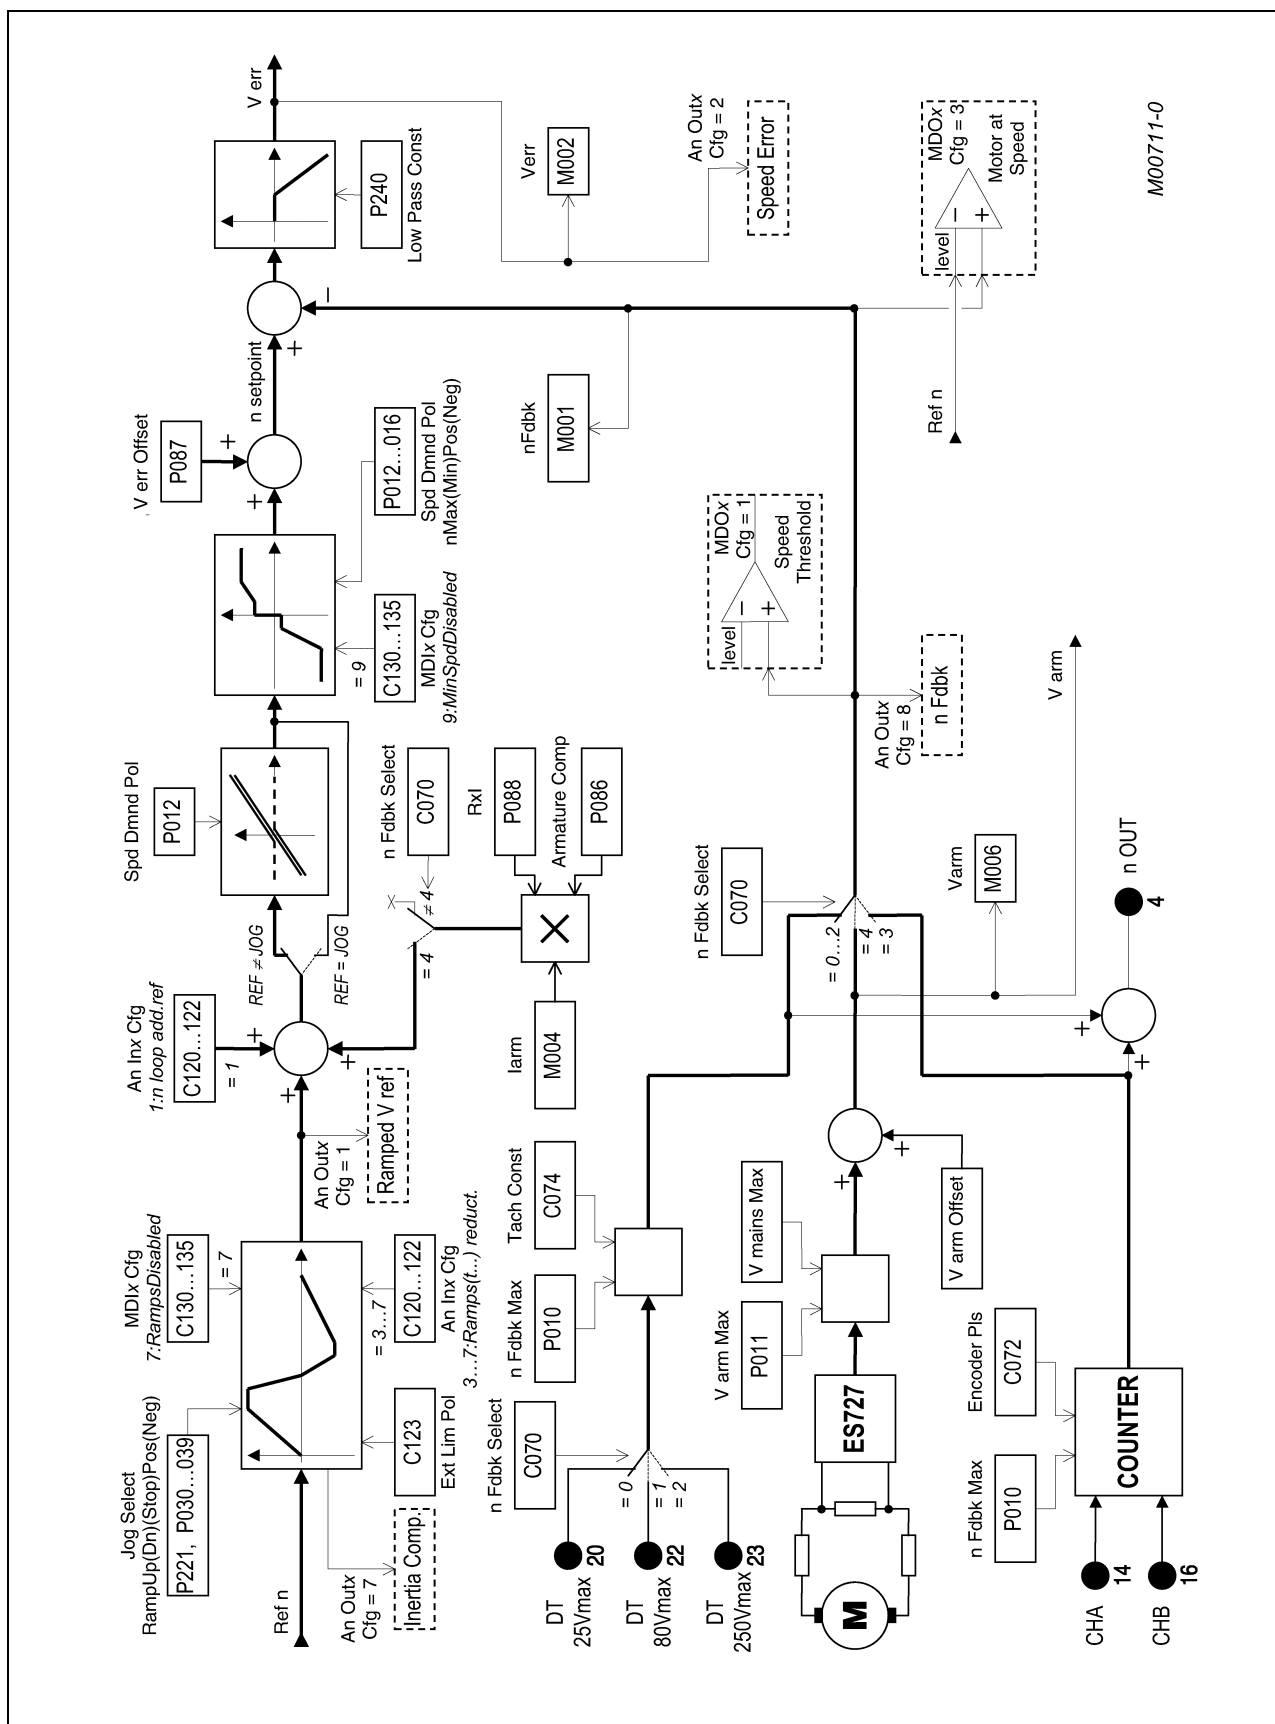 Jog Select
RampUp(Dn)(Stop)Pos(Neg)
P221, P030...039
MDIx Cfg
7:RampsDisabled
C130...135
= 7
Ref n
An Outx
Cfg = 7
Inertia Comp.
C123
Ext Lim Pol
= 3...7
C120...122
An Inx Cfg
3...7:Ramps(t...) reduct.
An Outx
Cfg = 1
Ramped V ref
An Inx Cfg
1:n loop add.ref
C120...122
= 1
+
+
+
REF ≠ JOG
REF = JOG
Spd Dmnd Pol
P012
= 9
C130...135
MDIx Cfg
9:MinSpdDisabled
P012...016
Spd Dmnd Pol
nMax(Min)Pos(Neg)
V err Offset
P087
+
+
n setpoint
+
−
P240
Low Pass Const
V err
n Fdbk Select
C070
≠ 4
= 4
Iarm
M004
RxI
P088
Armature Comp
P086
nFdbk
M001
Verr
M002
An Outx
Cfg = 2
Speed Error
n Fdbk Select
C070
= 0
= 1
= 2
DT
25Vmax
20
DT
80Vmax
22
DT
250Vmax
23
n Fdbk Max
P010
Tach Const
C074
n Fdbk Select
C070
= 0...2
= 4
= 3
level
−
+
MDOx
Cfg = 1
Speed
Threshold
An Outx
Cfg = 8
n Fdbk
Ref n
level
−
+
MDOx
Cfg = 3
Motor at
Speed
M
ES727
V arm Max
P011
V mains Max
+
+
V arm Offset
Varm
M006
V arm
CHA
14
CHB
16
COUNTER
n Fdbk Max
P010
Encoder Pls
C072
+
+
4
n OUT
M00711-0